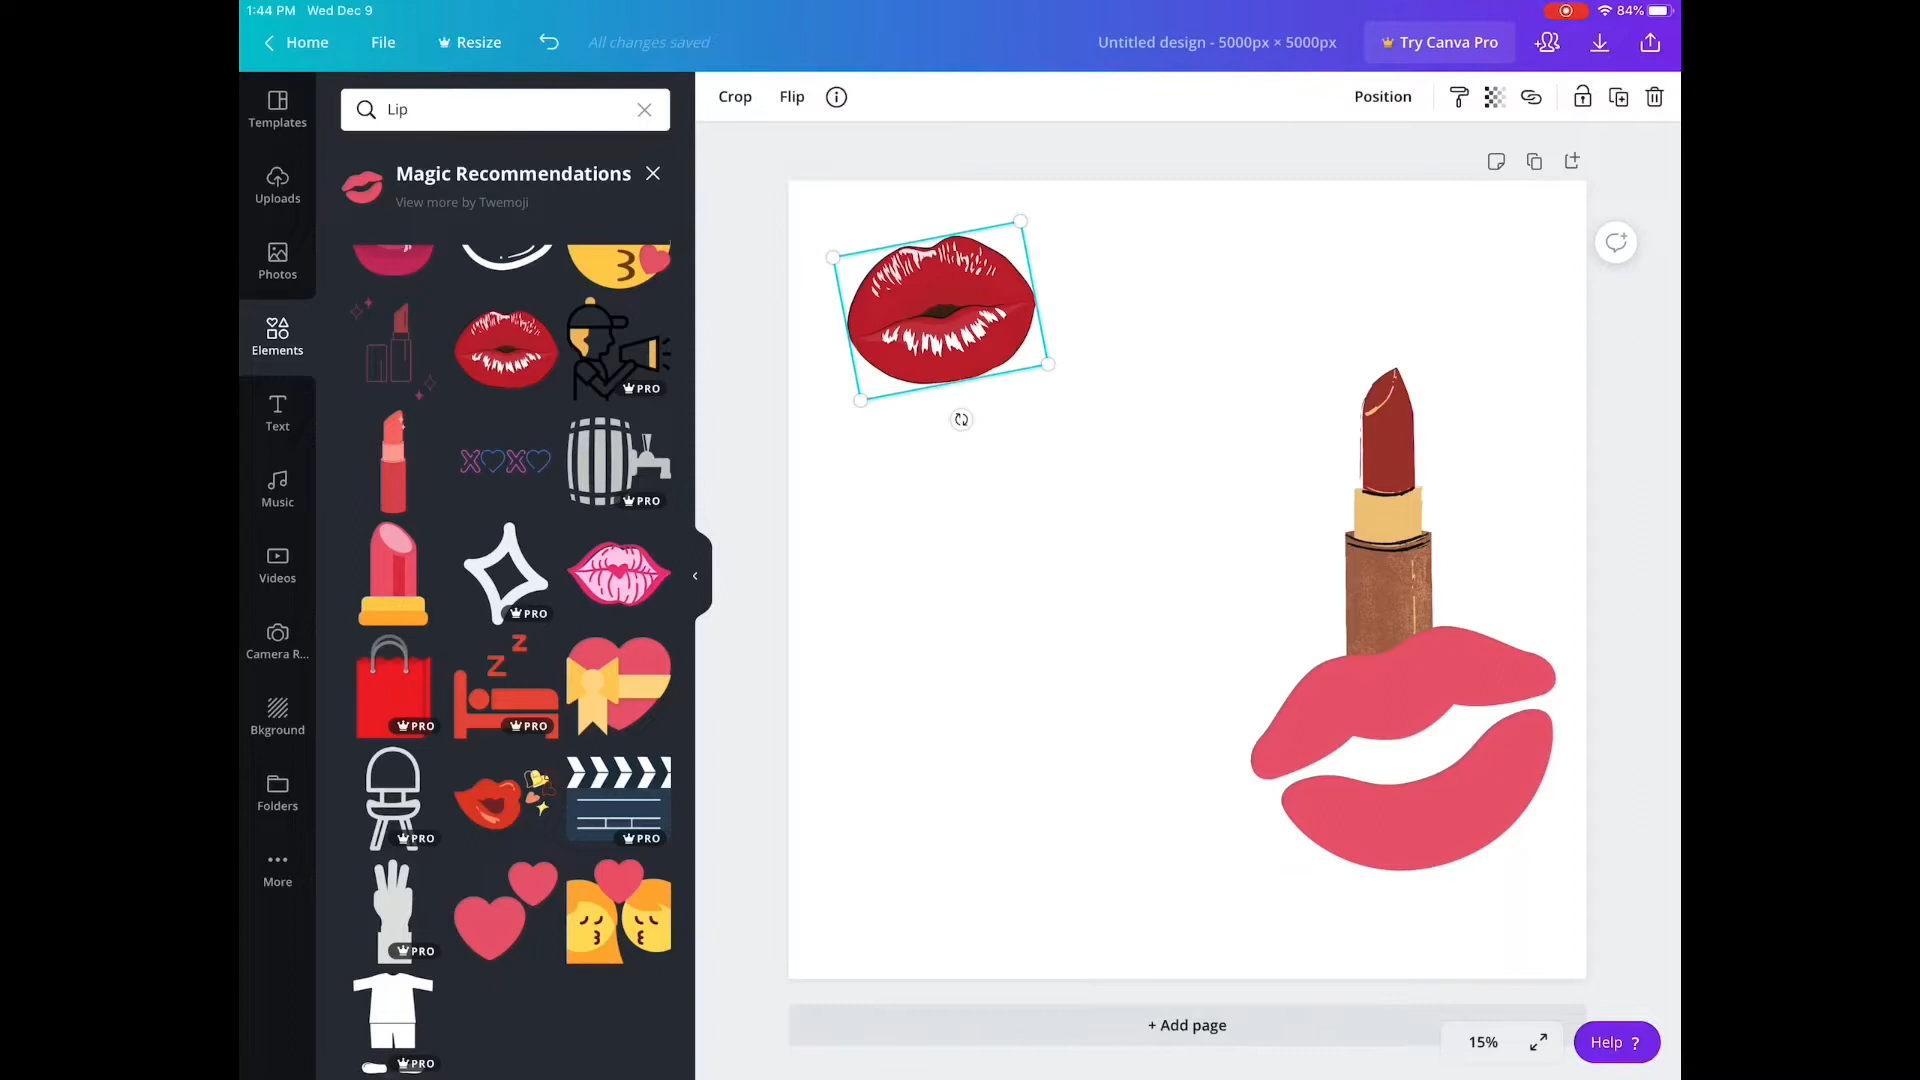 1:44 PM Wed Dec 9
84%
Home File Resize All changes saved
Untitled design - 5000px × 5000px Try Canva Pro
Templates
Uploads
Photos
Elements
Text
Music
Videos
Camera R...
Bkground
Folders
More
Lip
Magic Recommendations
View more by Twemoji
PRO
PRO
PRO
PRO
PRO
PRO
PRO
PRO
PRO
XX
Z
Z
Crop Flip
Position
+ Add page
15%
Help ?